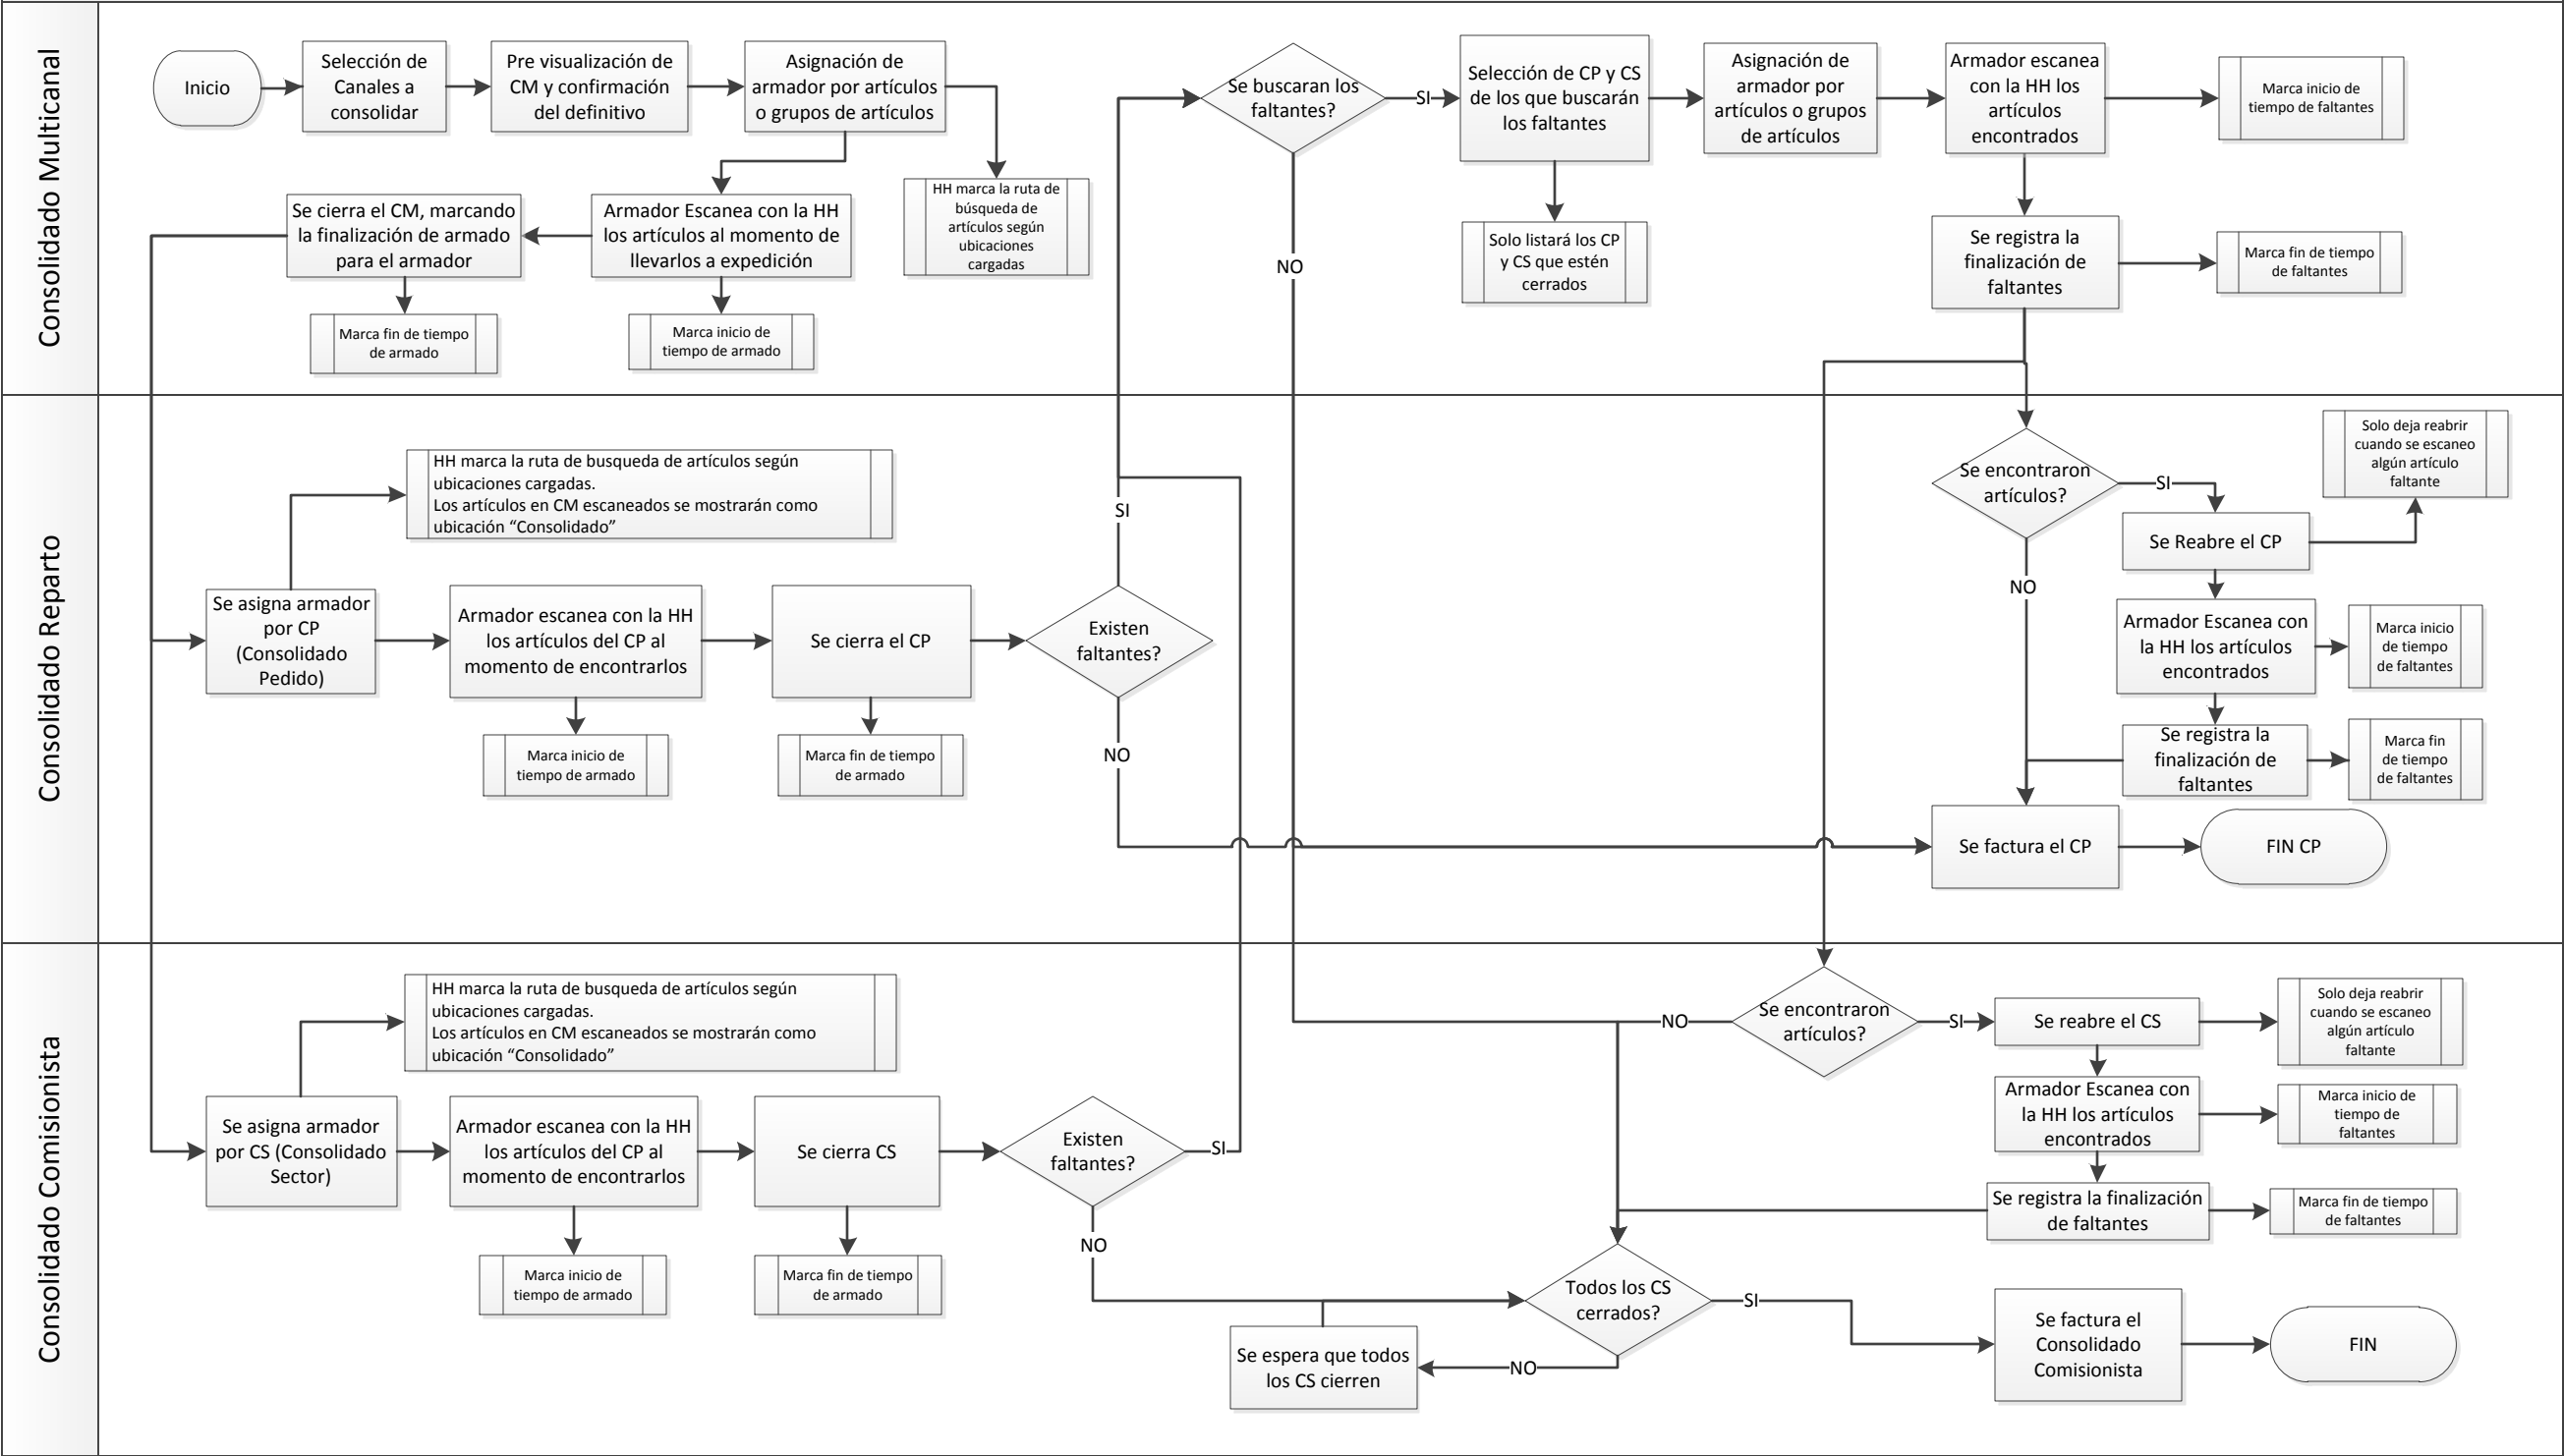 Consolidado Multicanal
Inicio
Selección de
Canales a
consolidar
Pre visualización de
CM y confirmación
del definitivo
Asignación de
armador por artículos
o grupos de artículos
HH marca la ruta de
búsqueda de
artículos según
ubicaciones
cargadas
Armador Escanea con la HH
los artículos al momento de
llevarlos a expedición
Marca inicio de
tiempo de armado
Se cierra el CM, marcando
la finalización de armado
para el armador
Marca fin de tiempo
de armado
Se buscaran los
faltantes?
SI
NO
Selección de CP y CS
de los que buscarán
los faltantes
Solo listará los CP
y CS que estén
cerrados
Asignación de
armador por
artículos o grupos
de artículos
Armador escanea
con la HH los
artículos
encontrados
Marca inicio de
tiempo de faltantes
Se registra la
finalización de
faltantes
Marca fin de tiempo
de faltantes
Consolidado Reparto
HH marca la ruta de busqueda de artículos según
ubicaciones cargadas.
Los artículos en CM escaneados se mostrarán como
ubicación “Consolidado”
Se asigna armador
por CP
(Consolidado
Pedido)
Armador escanea con la HH
los artículos del CP al
momento de encontrarlos
Marca inicio de
tiempo de armado
Se cierra el CP
Marca fin de tiempo
de armado
Existen
faltantes?
SI
NO
Se encontraron
artículos?
SI
NO
Se Reabre el CP
Solo deja reabrir
cuando se escaneo
algún artículo
faltante
Armador Escanea con
la HH los artículos
encontrados
Marca inicio
de tiempo
de faltantes
Se registra la
finalización de
faltantes
Marca fin
de tiempo
de faltantes
Se factura el CP
FIN CP
Consolidado Comisionista
HH marca la ruta de busqueda de artículos según
ubicaciones cargadas.
Los artículos en CM escaneados se mostrarán como
ubicación “Consolidado”
Se asigna armador
por CS (Consolidado
Sector)
Armador escanea con la HH
los artículos del CP al
momento de encontrarlos
Marca inicio de
tiempo de armado
Se cierra CS
Marca fin de tiempo
de armado
Existen
faltantes?
SI
NO
Se encontraron
artículos?
NO
SI
Se reabre el CS
Solo deja reabrir
cuando se escaneo
algún artículo
faltante
Armador Escanea con
la HH los artículos
encontrados
Marca inicio de
tiempo de
faltantes
Se registra la finalización
de faltantes
Marca fin de tiempo
de faltantes
Todos los CS
cerrados?
SI
NO
Se espera que todos
los CS cierren
Se factura el
Consolidado
Comisionista
FIN